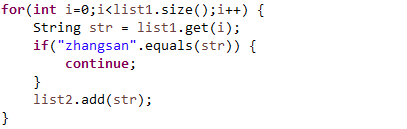 for(int i=0;i<list1.size();i++) {
    String str = list1.get(i);
    if("zhangsan".equals(str)) {
        continue;
    }
    list2.add(str);
}